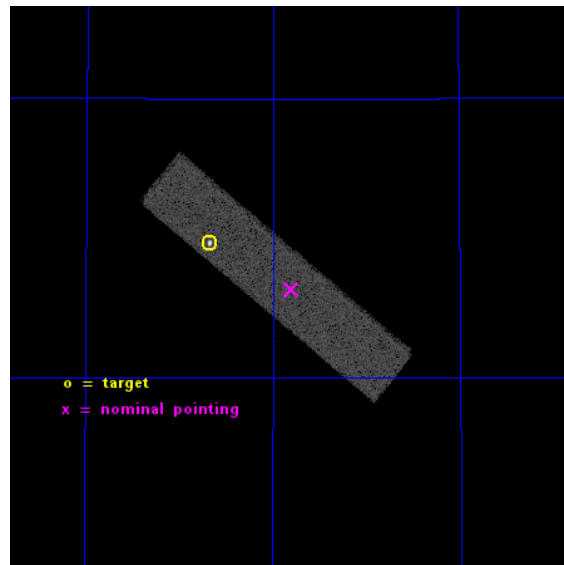 o = target
x = nominal pointing